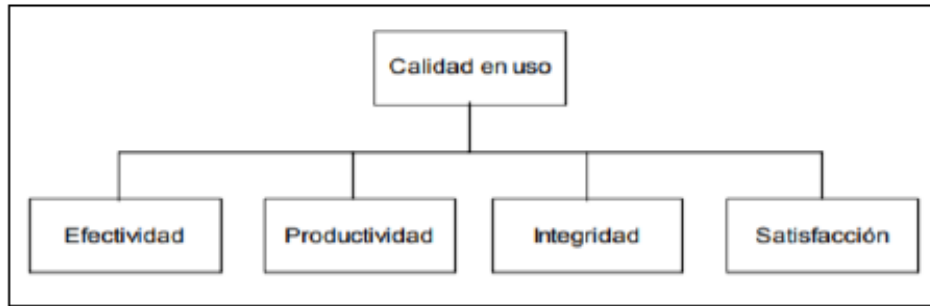 Calidad en uso
Efectividad
Productividad
Integridad
Satisfacción